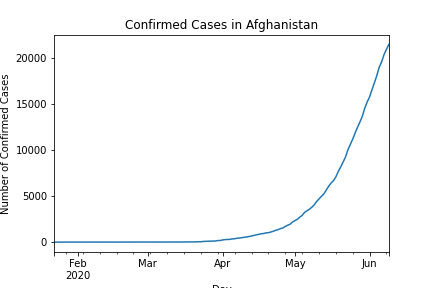 Confirmed Cases in Afghanistan
Number of Confirmed Cases
20000
15000
10000
5000
0
Feb Mar Apr May Jun
2020
Day